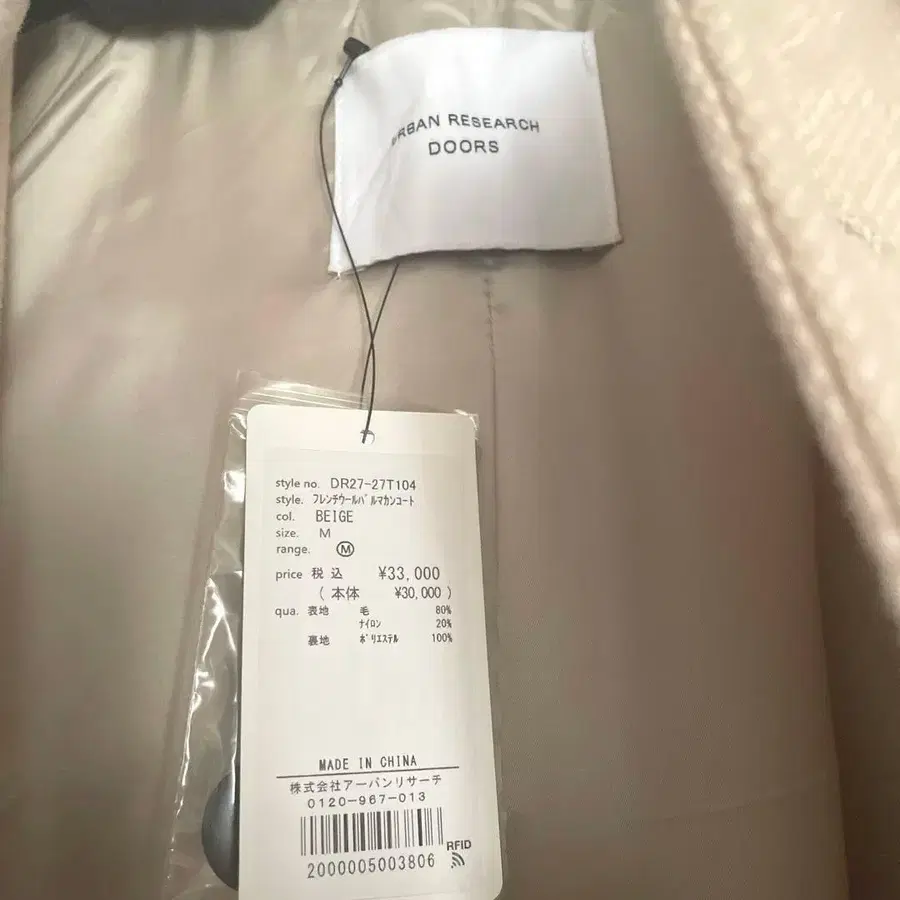 URBAN RESEARCH
DOORS
style no. DR27-27T104
style. ﾌﾚﾝﾁｳｰﾙﾊﾞﾙﾏｶﾝｺｰﾄ
col. BEIGE
size. M
range. Ⓜ
price 税込 ¥33,000
( 本体 ¥30,000 )
qua. 表地 毛 80%
ﾅｲﾛﾝ 20%
裏地 ﾎﾟﾘｴｽﾃﾙ 100%
MADE IN CHINA
株式会社アーバンリサーチ
0120-967-013
RFID
2000005003806